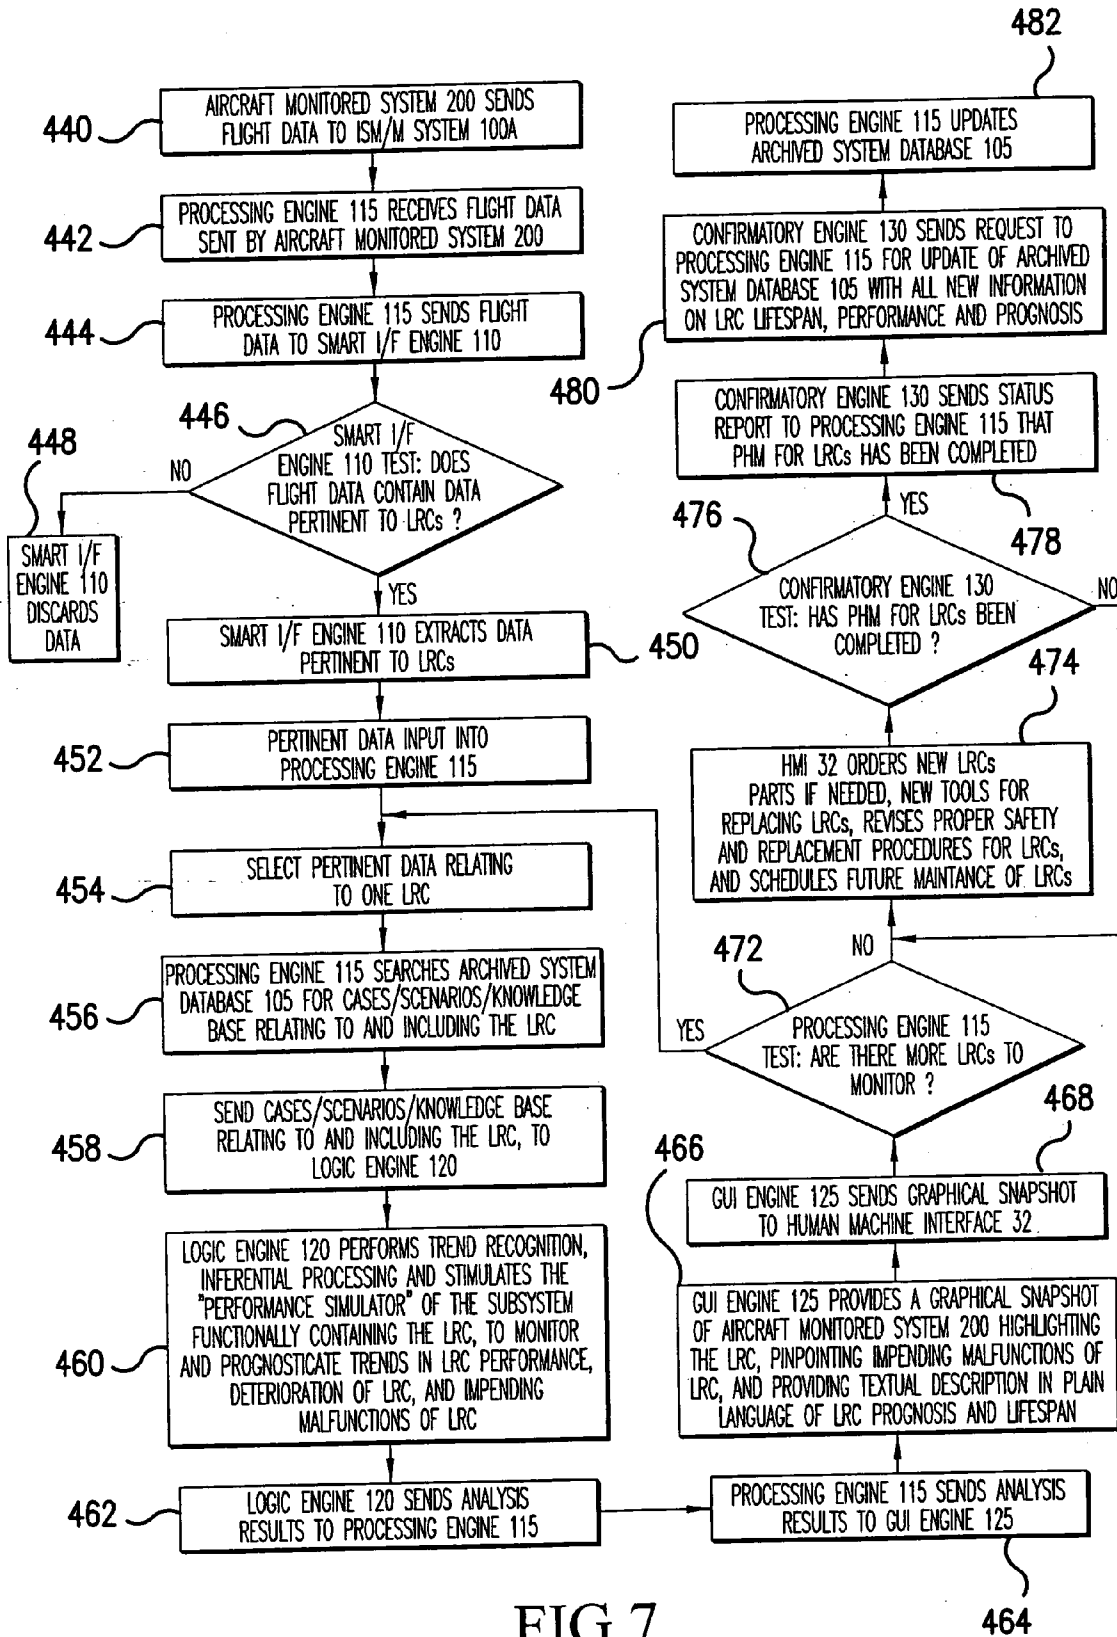 440
AIRCRAFT MONITORED SYSTEM 200 SENDS
FLIGHT DATA TO ISM/M SYSTEM 100A
442
PROCESSING ENGINE 115 RECEIVES FLIGHT DATA
SENT BY AIRCRAFT MONITORED SYSTEM 200
444
PROCESSING ENGINE 115 SENDS FLIGHT
DATA TO SMART I/F ENGINE 110
446
SMART I/F
ENGINE 110 TEST: DOES
FLIGHT DATA CONTAIN DATA
PERTINENT TO LRCs ?
NO
448
SMART I/F
ENGINE 110
DISCARDS
DATA
YES
SMART I/F ENGINE 110 EXTRACTS DATA
PERTINENT TO LRCs
450
452
PERTINENT DATA INPUT INTO
PROCESSING ENGINE 115
454
SELECT PERTINENT DATA RELATING
TO ONE LRC
456
PROCESSING ENGINE 115 SEARCHES ARCHIVED SYSTEM
DATABASE 105 FOR CASES/SCENARIOS/KNOWLEDGE
BASE RELATING TO AND INCLUDING THE LRC
458
SEND CASES/SCENARIOS/KNOWLEDGE BASE
RELATING TO AND INCLUDING THE LRC, TO
LOGIC ENGINE 120
460
LOGIC ENGINE 120 PERFORMS TREND RECOGNITION,
INFERENTIAL PROCESSING AND STIMULATES THE
"PERFORMANCE SIMULATOR" OF THE SUBSYSTEM
FUNCTIONALLY CONTAINING THE LRC, TO MONITOR
AND PROGNOSTICATE TRENDS IN LRC PERFORMANCE,
DETERIORATION OF LRC, AND IMPENDING
MALFUNCTIONS OF LRC
462
LOGIC ENGINE 120 SENDS ANALYSIS
RESULTS TO PROCESSING ENGINE 115
482
PROCESSING ENGINE 115 UPDATES
ARCHIVED SYSTEM DATABASE 105
CONFIRMATORY ENGINE 130 SENDS REQUEST TO
PROCESSING ENGINE 115 FOR UPDATE OF ARCHIVED
SYSTEM DATABASE 105 WITH ALL NEW INFORMATION
ON LRC LIFESPAN, PERFORMANCE AND PROGNOSIS
480
CONFIRMATORY ENGINE 130 SENDS STATUS
REPORT TO PROCESSING ENGINE 115 THAT
PHM FOR LRCs HAS BEEN COMPLETED
478
YES
476
CONFIRMATORY ENGINE 130
TEST: HAS PHM FOR LRCs BEEN
COMPLETED ?
NO
474
HMI 32 ORDERS NEW LRCs
PARTS IF NEEDED, NEW TOOLS FOR
REPLACING LRCs, REVISES PROPER SAFETY
AND REPLACEMENT PROCEDURES FOR LRCs,
AND SCHEDULES FUTURE MAINTANCE OF LRCs
NO
472
YES
PROCESSING ENGINE 115
TEST: ARE THERE MORE LRCs TO
MONITOR ?
468
GUI ENGINE 125 SENDS GRAPHICAL SNAPSHOT
TO HUMAN MACHINE INTERFACE 32
466
GUI ENGINE 125 PROVIDES A GRAPHICAL SNAPSHOT
OF AIRCRAFT MONITORED SYSTEM 200 HIGHLIGHTING
THE LRC, PINPOINTING IMPENDING MALFUNCTIONS OF
LRC, AND PROVIDING TEXTUAL DESCRIPTION IN PLAIN
LANGUAGE OF LRC PROGNOSIS AND LIFESPAN
PROCESSING ENGINE 115 SENDS ANALYSIS
RESULTS TO GUI ENGINE 125
464
FIG.7